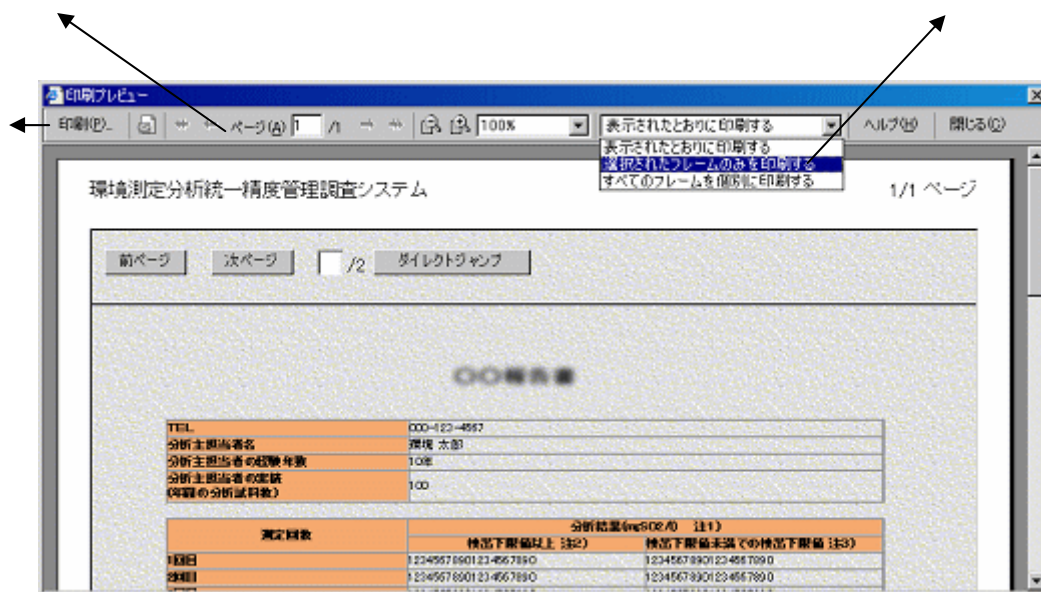 印刷プレビュー
印刷(P)... ページ(A) 1 /1 100% 表示されたとおりに印刷する ヘルプ(H) 閉じる(C)
表示されたとおりに印刷する
選択されたフレームのみを印刷する
すべてのフレームを個別に印刷する
環境測定分析統一精度管理調査システム 1/1 ページ
前ページ 次ページ /2 ダイレクトジャンプ
〇〇報告書
TEL 000-123-4567
分析主担当者名 環境 太郎
分析主担当者の経験年数 10年
分析主担当者の実績
(年間の分析試料数) 100
測定回数 分析結果(mgSO2/l) 注1)
検出下限値以上 注2) 検出下限値未満での検出下限値 注3)
1回目 12345678901234567890 12345678901234567890
2回目 12345678901234567890 12345678901234567890